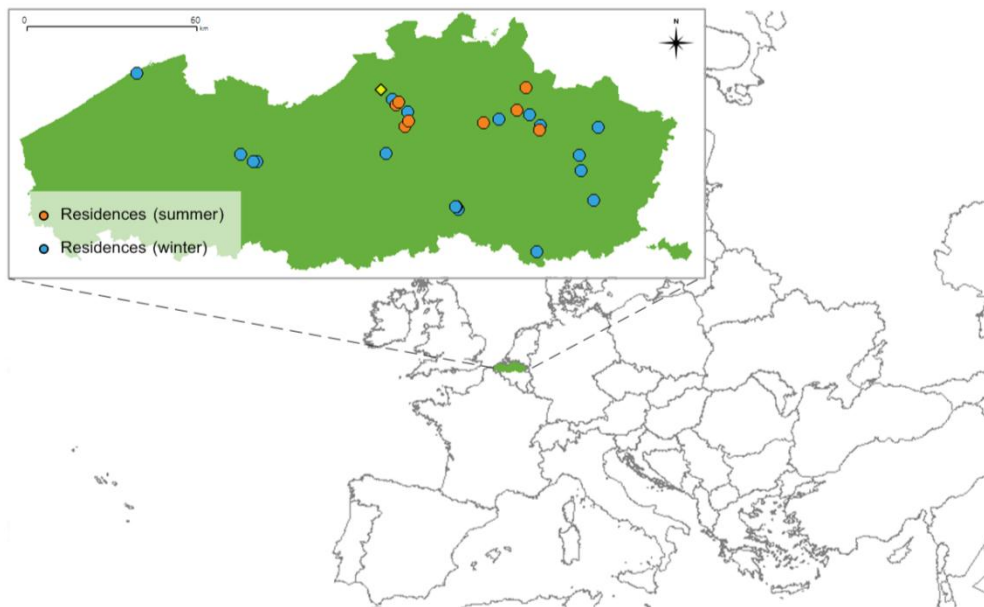 0
60
km
N
Residences (summer)
Residences (winter)